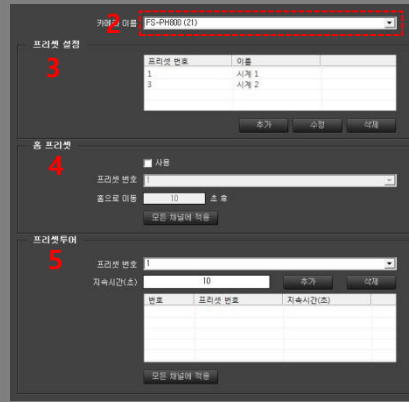 카메라 이름 FS-PH800 (21)
2
프리셋 설정
3
프리셋 번호 이름
1 시계 1
3 시계 2
추가 수정 삭제
홈 프리셋
4
사용
프리셋 번호 1
홈으로 이동 10 초 후
모든 채널에 적용
프리셋투어
5
프리셋 번호 1
지속시간(초) 10 추가 삭제
번호 프리셋 번호 지속시간(초)
모든 채널에 적용